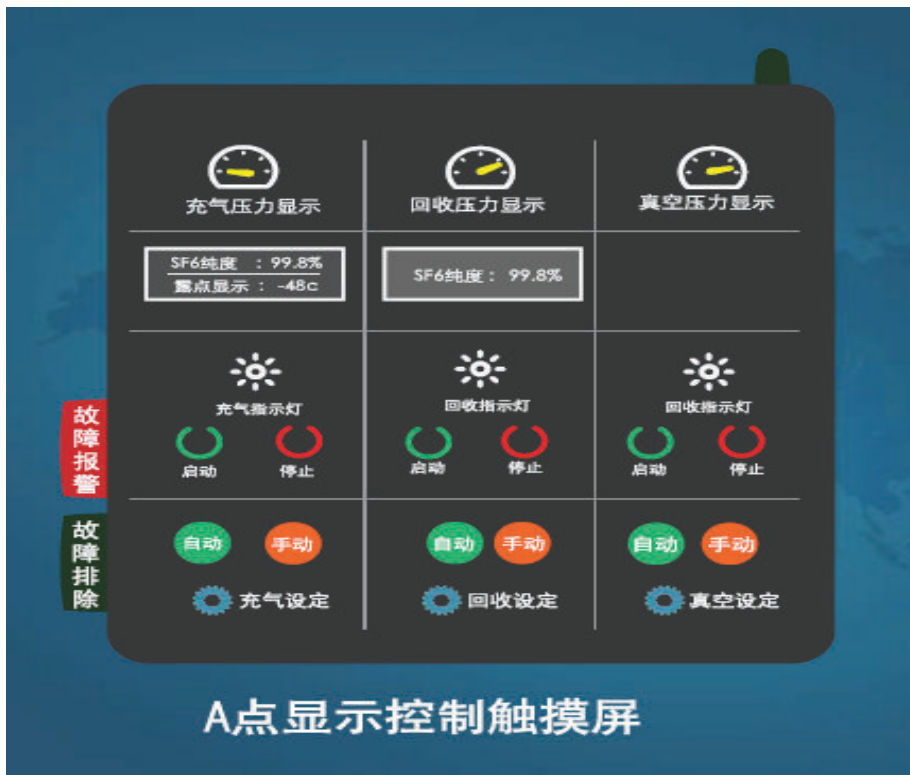 充气压力显示
回收压力显示
真空压力显示
SF6纯度 : 99.8%
露点显示 : -48c
SF6纯度: 99.8%
充气指示灯
回收指示灯
回收指示灯
启动
停止
启动
停止
启动
停止
故障报警
故障排除
自动
手动
自动
手动
自动
手动
充气设定
回收设定
真空设定
A点显示控制触摸屏